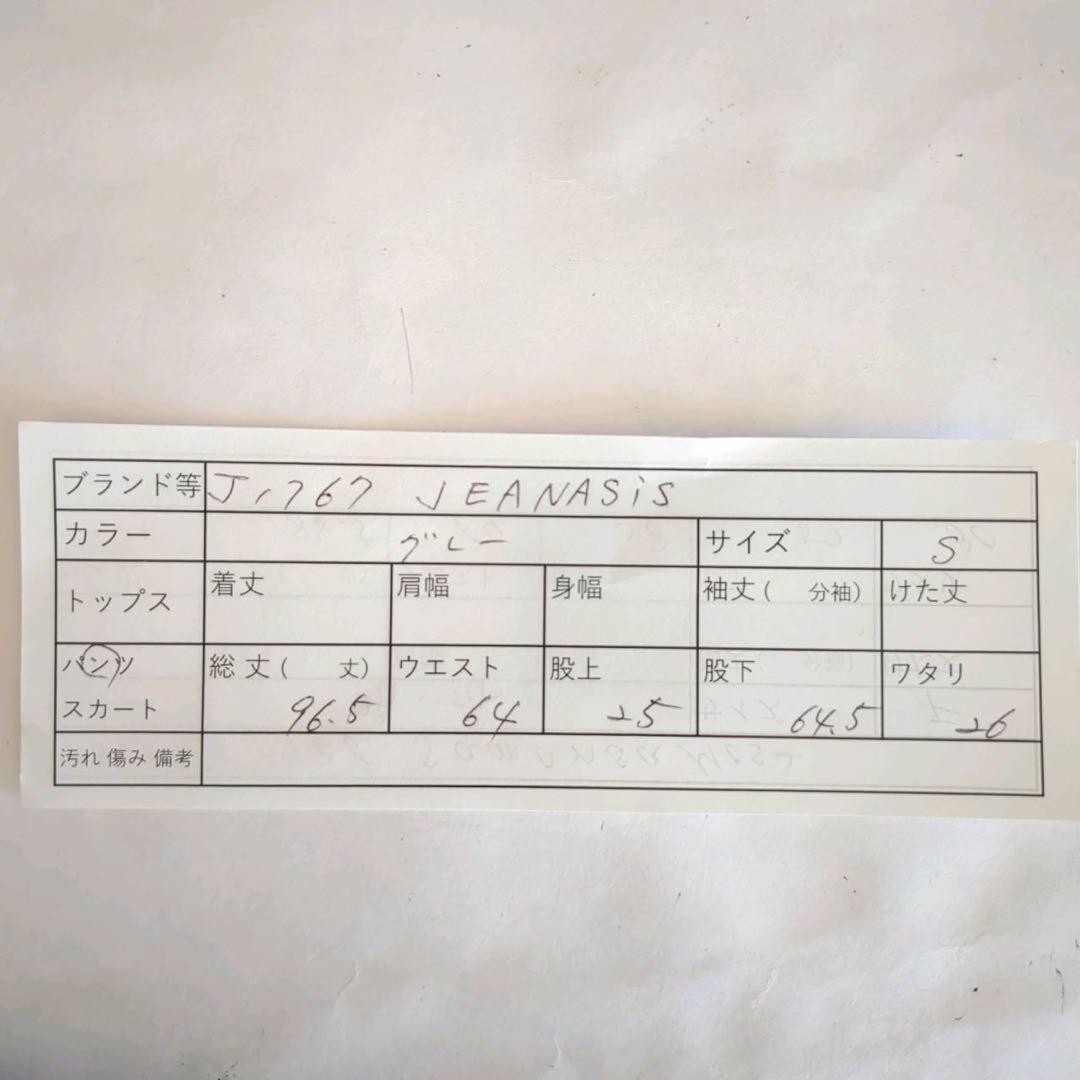 ブランド等 J,767 JEANASiS
カラー グレー サイズ S
トップス 着丈 肩幅 身幅 袖丈( 分袖) けた丈
パンツ 総丈( 丈) ウエスト 股上 股下 ワタリ
スカート 96.5 64 25 64.5 26
汚れ 傷み 備考